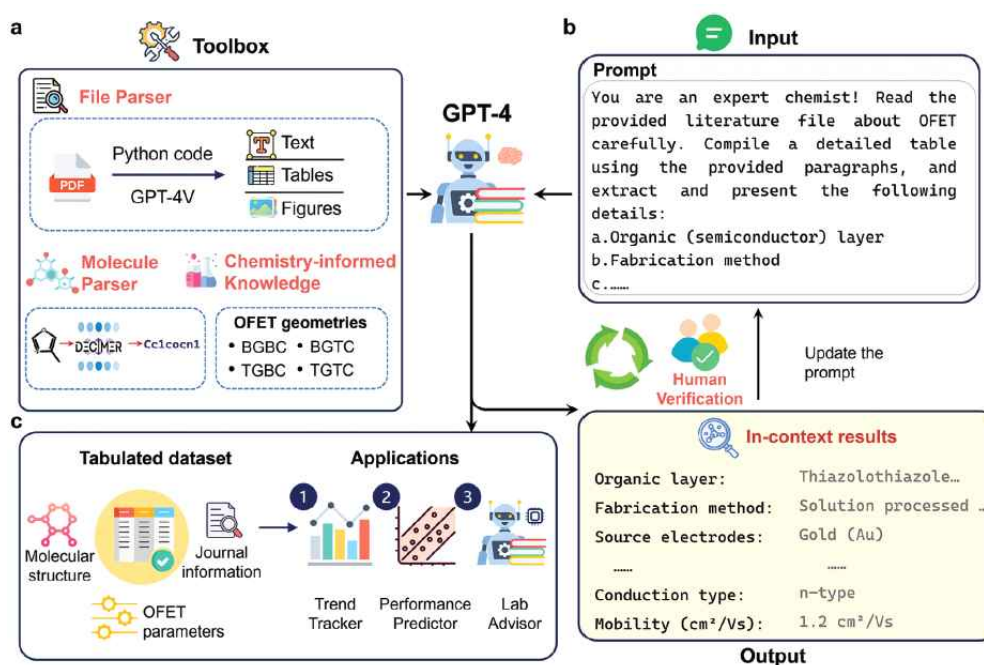 a
Toolbox
File Parser
PDF
Python code
GPT-4V
T
Text
Tables
Figures
Molecule
Parser
Chemistry-informed
Knowledge
DECIMER
Cc1cocn1
OFET geometries
• BGBC • BGTC
• TGBC • TGTC
GPT-4
b
Input
Prompt
You are an expert chemist! Read the
provided literature file about OFET
carefully. Compile a detailed table
using the provided paragraphs, and
extract and present the following
details:
a.Organic (semiconductor) layer
b.Fabrication method
c.……
Human
Verification
Update the
prompt
In-context results
Organic layer: Thiazolothiazole…
Fabrication method: Solution processed …
Source electrodes: Gold (Au)
…… ……
Conduction type: n-type
Mobility (cm²/Vs): 1.2 cm²/Vs
Output
c
Tabulated dataset
Molecular
structure
Journal
information
OFET
parameters
Applications
1
2
3
Trend
Tracker
Performance
Predictor
Lab
Advisor